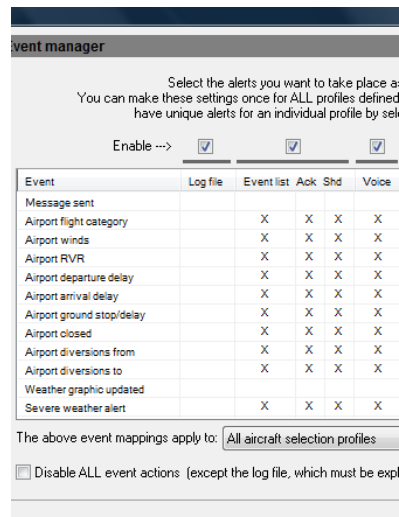 vent manager
Select the alerts you want to take place a
You can make these settings once for ALL profiles defined
have unique alerts for an individual profile by sel
Enable --->
Event Log file Event list Ack Shd Voice
Message sent
Airport flight category X X X X
Airport winds X X X X
Airport RVR X X X X
Airport departure delay X X X X
Airport arrival delay X X X X
Airport ground stop/delay X X X X
Airport closed X X X X
Airport diversions from X X X X
Airport diversions to X X X X
Weather graphic updated
Severe weather alert X X X X
The above event mappings apply to: All aircraft selection profiles
Disable ALL event actions (except the log file, which must be expl